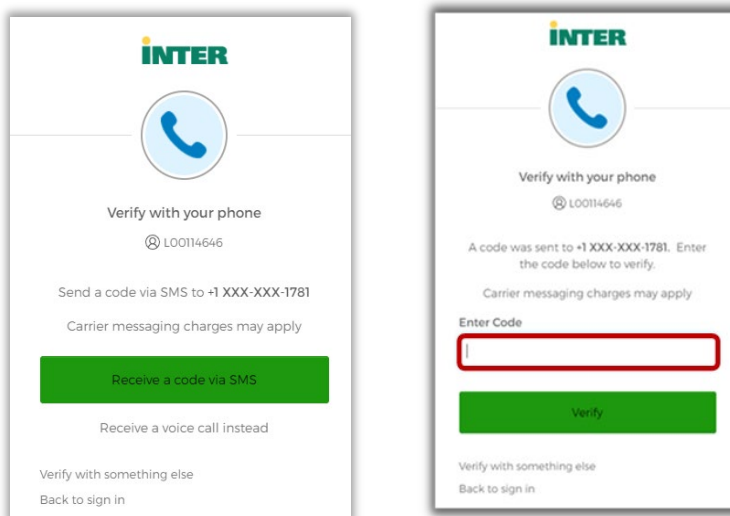 INTER
Verify with your phone
L00114646
Send a code via SMS to +1 XXX-XXX-1781
Carrier messaging charges may apply
Receive a code via SMS
Receive a voice call instead
Verify with something else
Back to sign in
INTER
Verify with your phone
L00114646
A code was sent to +1 XXX-XXX-1781. Enter
the code below to verify.
Carrier messaging charges may apply
Enter Code
Verify
Verify with something else
Back to sign in